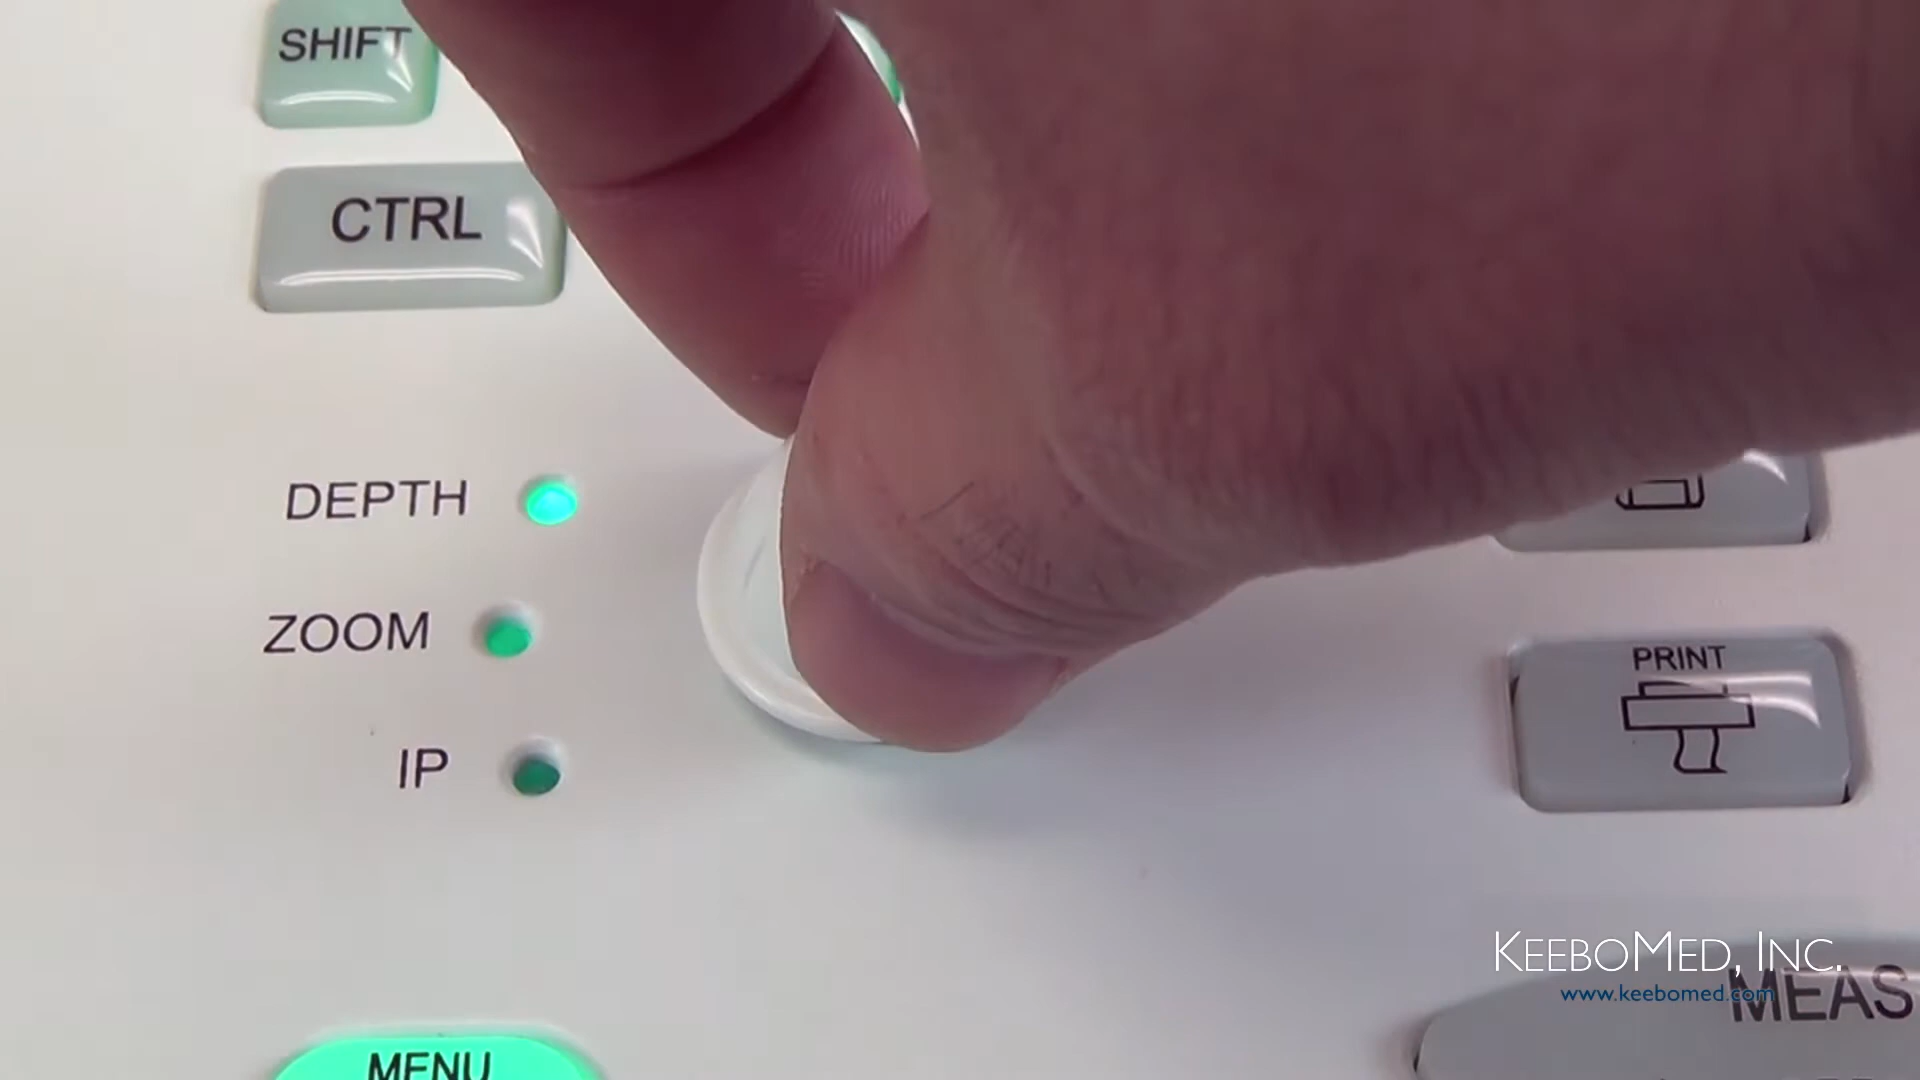 SHIFT
CTRL
DEPTH
ZOOM
IP
PRINT
KEEBOMED, INC.
www.keebomed.com
MEAS
MENU